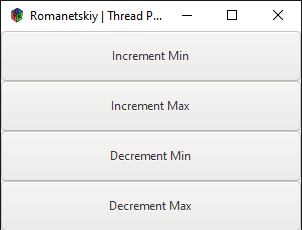 Romanetskiy | Thread P...
Increment Min
Increment Max
Decrement Min
Decrement Max